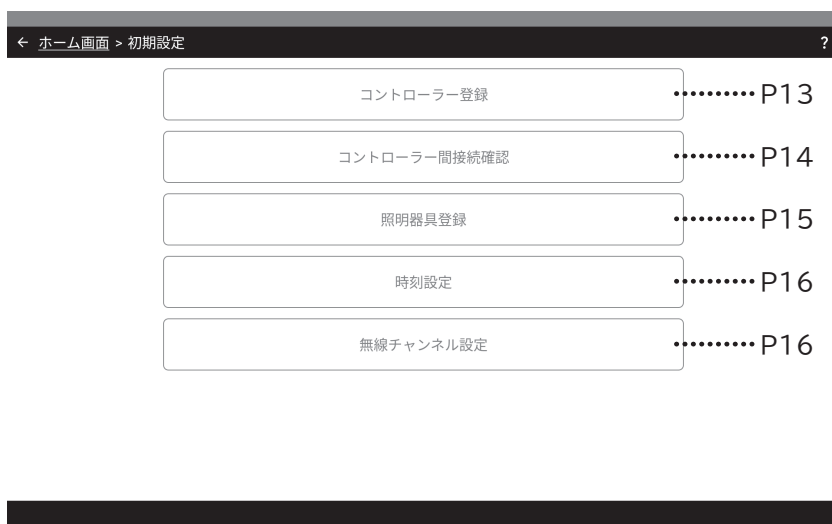 ← ホーム画面 > 初期設定 ?
コントローラー登録 ·········· P13
コントローラー間接続確認 ·········· P14
照明器具登録 ·········· P15
時刻設定 ·········· P16
無線チャンネル設定 ·········· P16